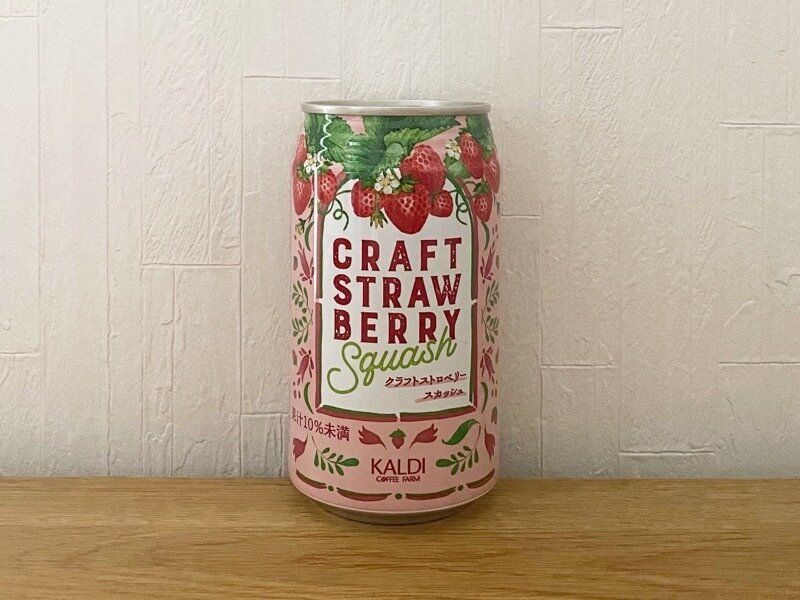 CRAFT
STRAW
BERRY
Squash
クラフトストロベリー
スカッシュ
果汁10%未満
KALDI
COFFEE FARM